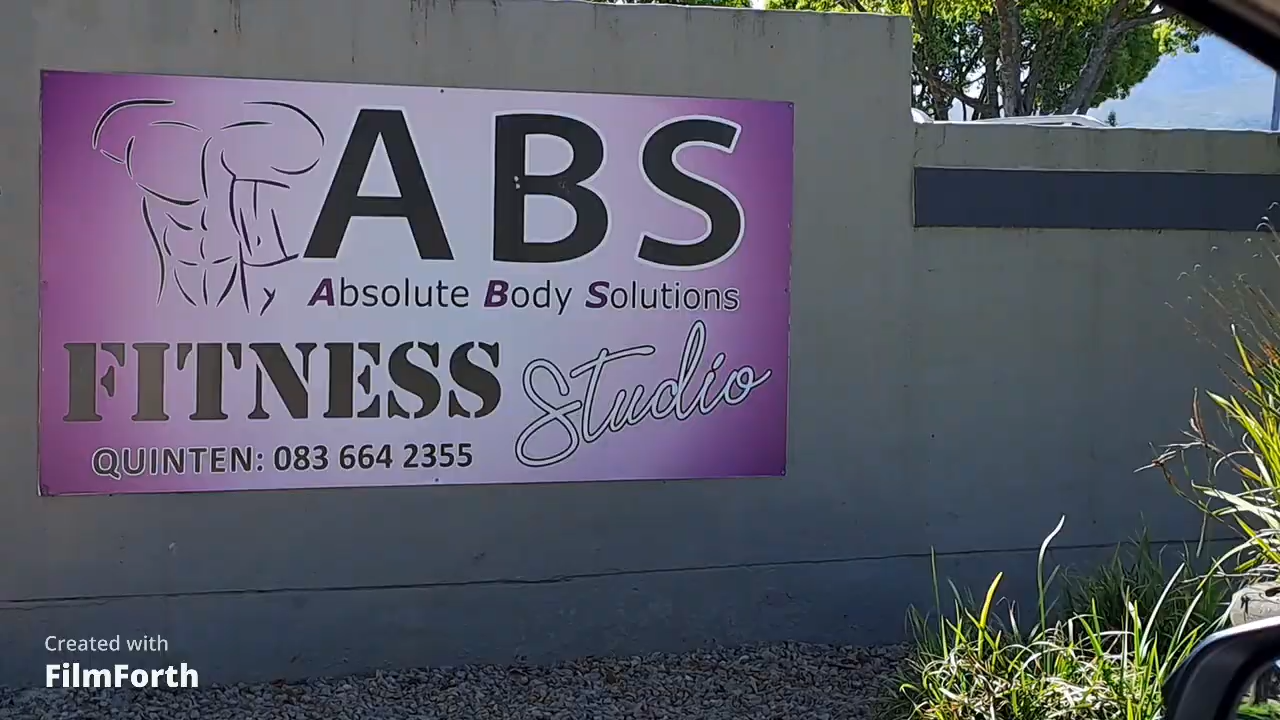 ABS
Absolute Body Solutions
FITNESS Studio
QUINTEN: 083 664 2355
Created with
FilmForth